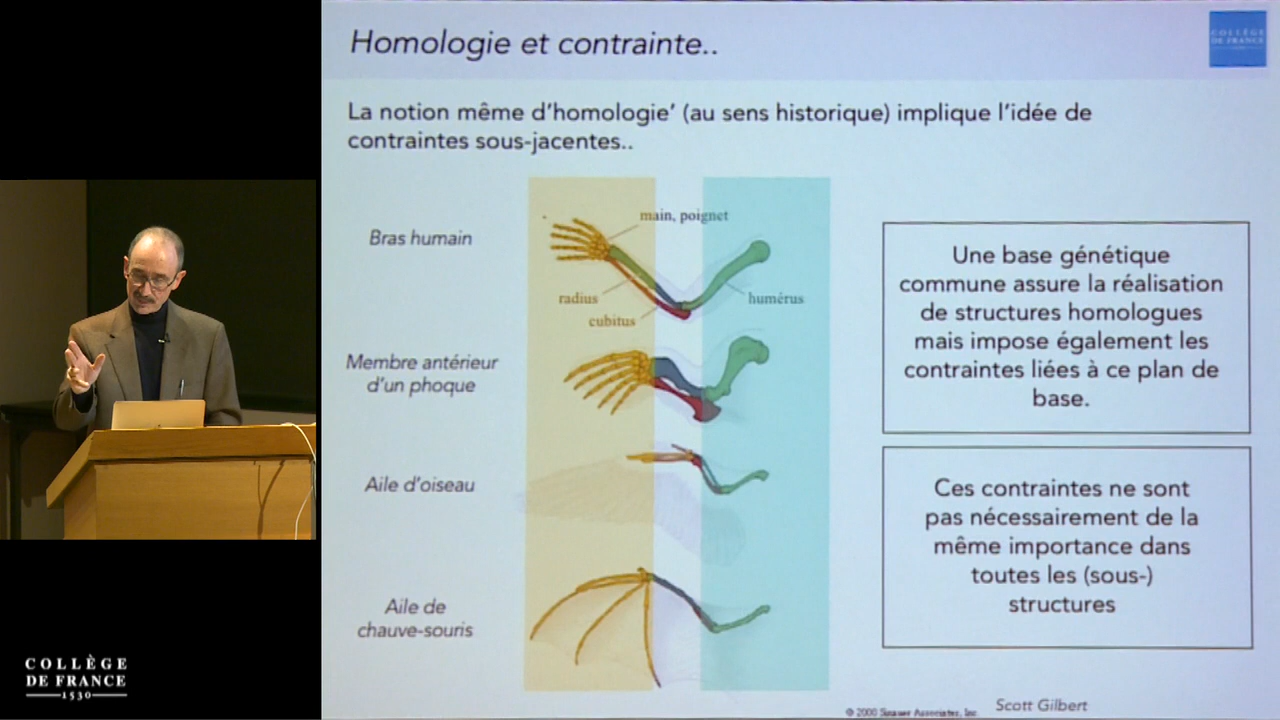 Homologie et contrainte..
COLLÈGE
DE FRANCE
1530
La notion même d'homologie' (au sens historique) implique l'idée de
contraintes sous-jacentes..
Bras humain
main, poignet
radius
cubitus
humérus
Membre antérieur
d'un phoque
Aile d'oiseau
Aile de
chauve-souris
Une base génétique
commune assure la réalisation
de structures homologues
mais impose également les
contraintes liées à ce plan de
base.
Ces contraintes ne sont
pas nécessairement de la
même importance dans
toutes les (sous-)
structures
© 2000 Sinauer Associates, Inc.
Scott Gilbert
COLLÈGE
DE FRANCE
1530